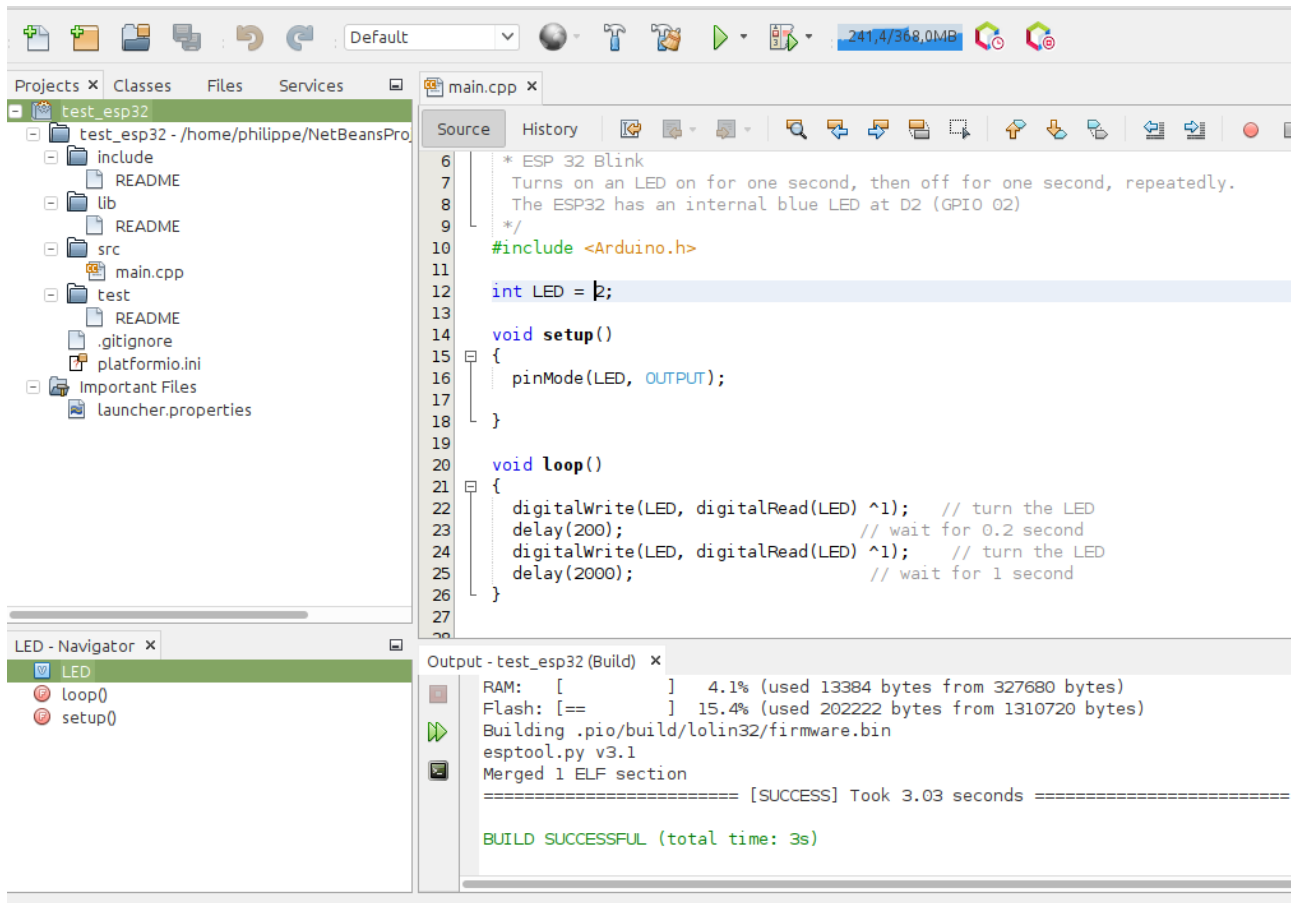 Default
241,4/368,0MB
Projects Classes Files Services
test_esp32
test_esp32 - /home/philippe/NetBeansProj
include
README
lib
README
src
main.cpp
test
README
.gitignore
platformio.ini
Important Files
launcher.properties
LED - Navigator
LED
loop()
setup()
main.cpp
Source History
6 * ESP 32 Blink
7 Turns on an LED on for one second, then off for one second, repeatedly.
8 The ESP32 has an internal blue LED at D2 (GPIO 02)
9 */
10 #include <Arduino.h>
11
12 int LED = 2;
13
14 void setup()
15 {
16 pinMode(LED, OUTPUT);
17
18 }
19
20 void loop()
21 {
22 digitalWrite(LED, digitalRead(LED) ^1); // turn the LED
23 delay(200); // wait for 0.2 second
24 digitalWrite(LED, digitalRead(LED) ^1); // turn the LED
25 delay(2000); // wait for 1 second
26 }
27
28
Output - test_esp32 (Build)
RAM: [ ] 4.1% (used 13384 bytes from 327680 bytes)
Flash: [== ] 15.4% (used 202222 bytes from 1310720 bytes)
Building .pio/build/lolin32/firmware.bin
esptool.py v3.1
Merged 1 ELF section
========================= [SUCCESS] Took 3.03 seconds =========================
BUILD SUCCESSFUL (total time: 3s)